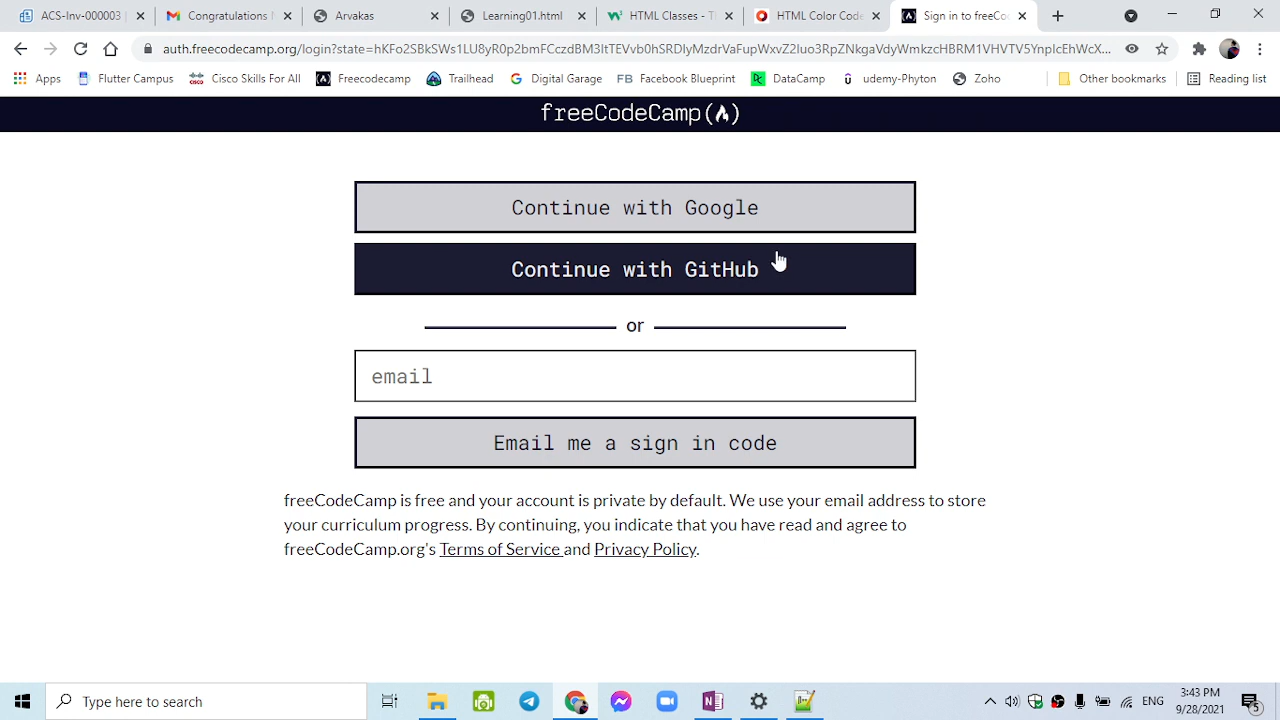 ACS-Inv-000003
Congratulations
Arvakas
Learning01.html
HTML Classes - T
HTML Color Cod
Sign in to freeCo
auth.freecodecamp.org/login?state=
Apps
Flutter Campus
Cisco Skills For All
Freecodecamp
Trailhead
Digital Garage
FB Facebook Blueprint
DataCamp
udemy-Phyton
Zoho
Other bookmarks
Reading list
freeCodeCamp
Continue with Google
Continue with GitHub
or
email
Email me a sign in code
freeCodeCamp is free and your account is private by default. We use your email address to store
your curriculum progress. By continuing, you indicate that you have read and agree to
freeCodeCamp.org's Terms of Service and Privacy Policy.
Type here to search
ENG
3:43 PM
9/28/2021
5